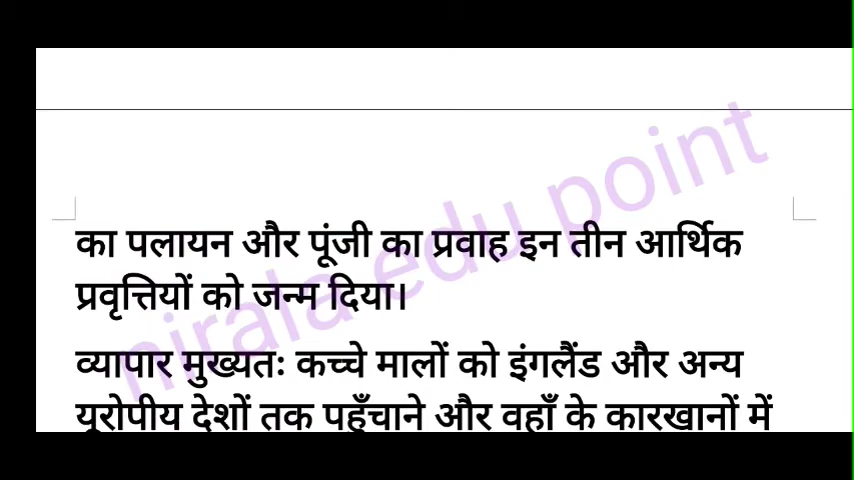 का पलायन और पूंजी का प्रवाह इन तीन आर्थिक
प्रवृत्तियों को जन्म दिया।
व्यापार मुख्यतः कच्चे मालों को इंगलैंड और अन्य
यूरोपीय देशों तक पहुँचाने और वहाँ के कारखानों में
nirala edu point